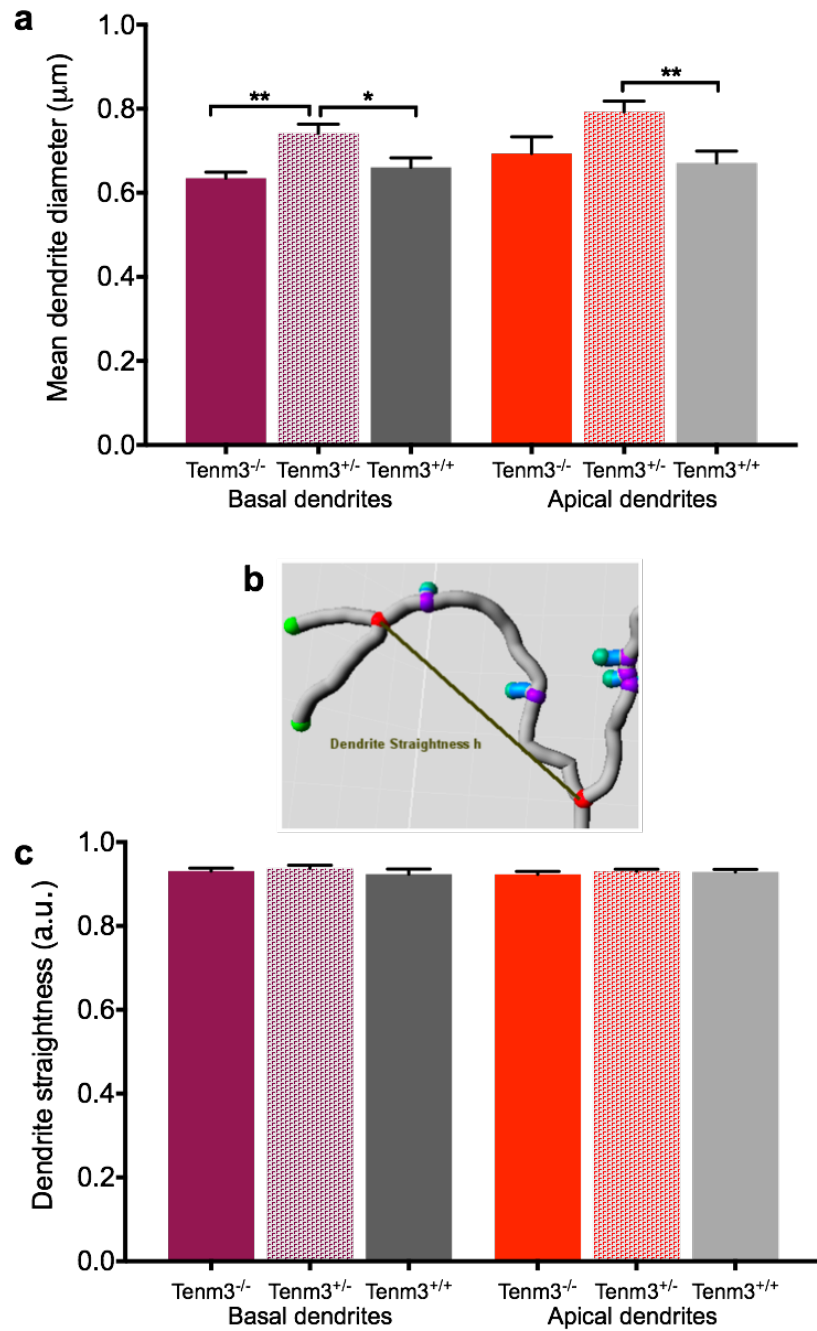 a
Mean dendrite diameter (μm)
1.0
0.8
0.6
0.4
0.2
0.0
** * **
Tenm3-/- Tenm3+/- Tenm3+/+ Tenm3-/- Tenm3+/- Tenm3+/+
Basal dendrites Apical dendrites
b
Dendrite Straightness h
c
Dendrite straightness (a.u.)
1.0
0.8
0.6
0.4
0.2
0.0
Tenm3-/- Tenm3+/- Tenm3+/+ Tenm3-/- Tenm3+/- Tenm3+/+
Basal dendrites Apical dendrites